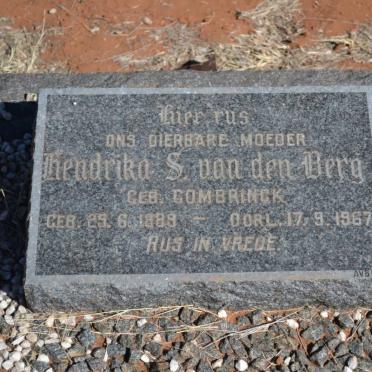 Hier rus
ONS DIERBARE MOEDER
Hendrika S. van den Berg
GEB. GOMBRINCK
GEB. 29. 6. 1889 — OORL. 17. 9. 1967
RUS IN VREDE
AVB